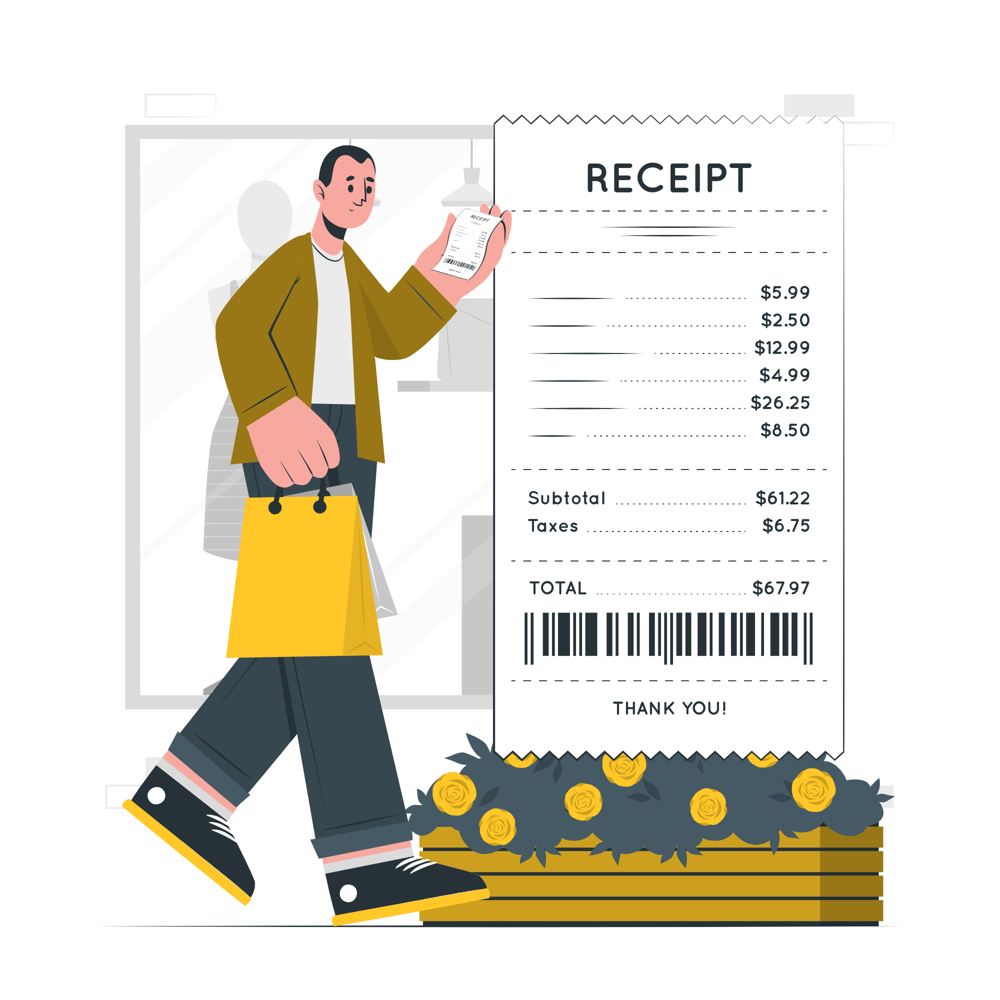 RECEIPT
$5.99
$2.50
$12.99
$4.99
$26.25
$8.50
Subtotal $61.22
Taxes $6.75
TOTAL $67.97
THANK YOU!
RECEIPT